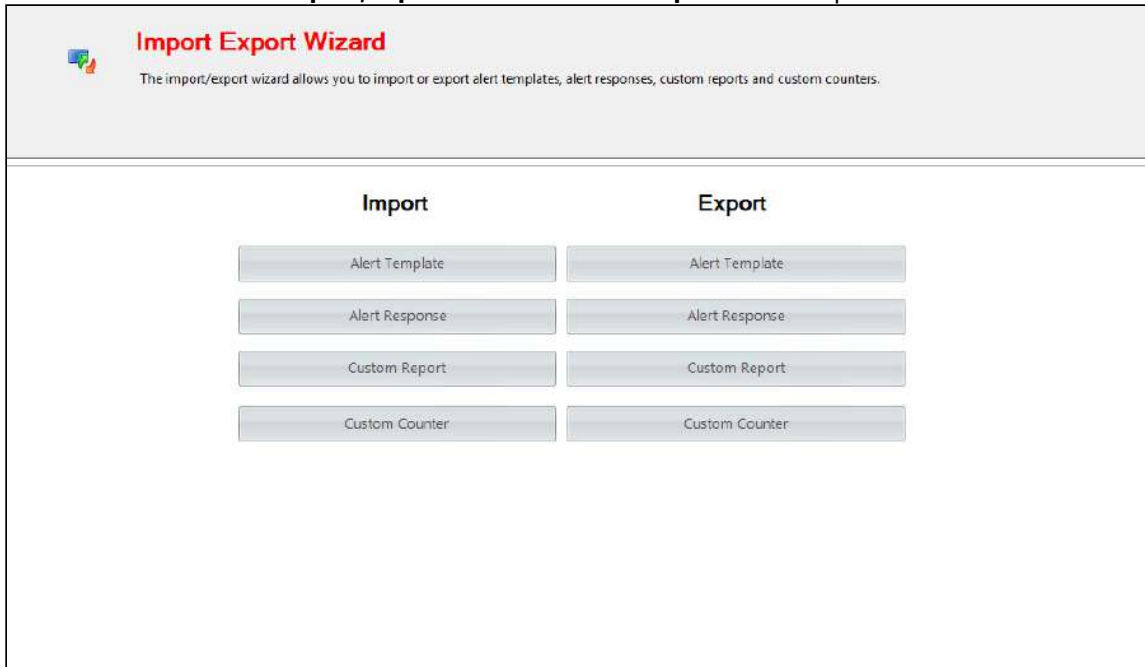 Import Export Wizard
The import/export wizard allows you to import or export alert templates, alert responses, custom reports and custom counters.
Import Export
Alert Template Alert Template
Alert Response Alert Response
Custom Report Custom Report
Custom Counter Custom Counter